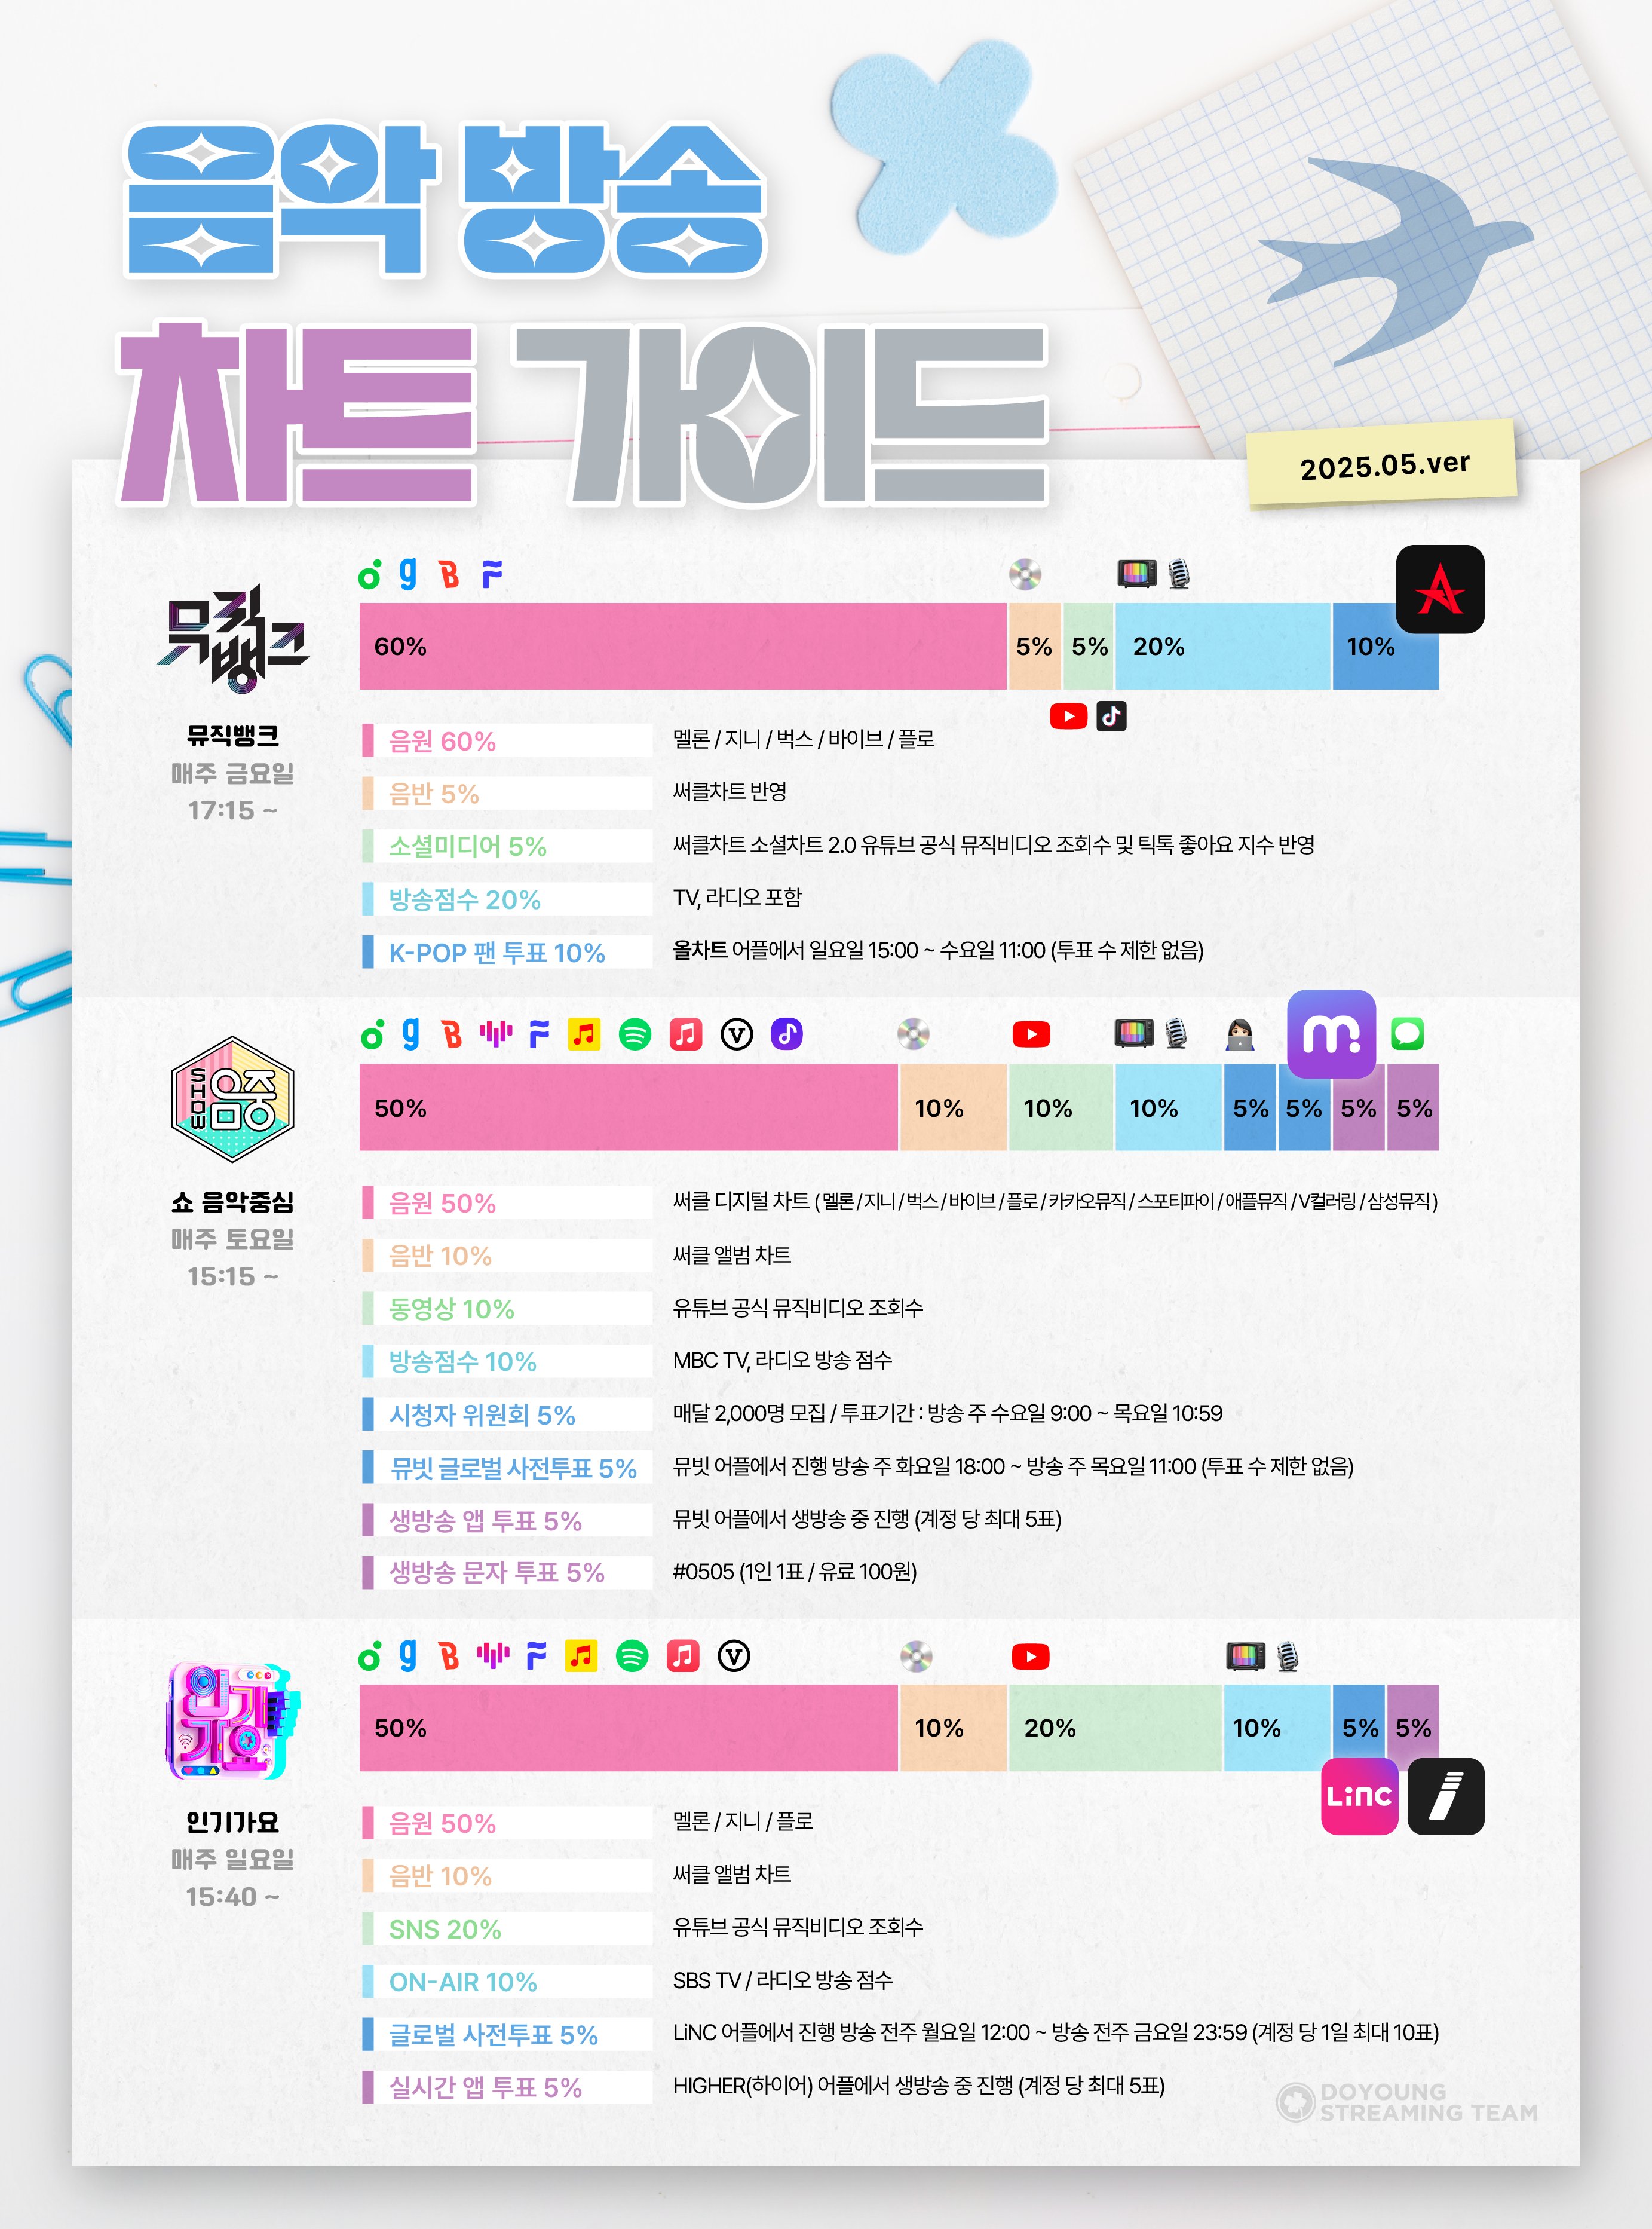 음악 방송
차트 가이드
2025.05.ver
뮤직뱅크
60% 5% 5% 20% 10%
뮤직뱅크
매주 금요일
17:15 ~
음원 60% 멜론 / 지니 / 벅스 / 바이브 / 플로
음반 5% 써클차트 반영
소셜미디어 5% 써클차트 소셜차트 2.0 유튜브 공식 뮤직비디오 조회수 및 틱톡 좋아요 지수 반영
방송점수 20% TV, 라디오 포함
K-POP 팬 투표 10% 올차트 어플에서 일요일 15:00 ~ 수요일 11:00 (투표 수 제한 없음)
SHOW 음중
50% 10% 10% 10% 5% 5% 5% 5%
쇼 음악중심
매주 토요일
15:15 ~
음원 50% 써클 디지털 차트 ( 멜론 / 지니 / 벅스 / 바이브 / 플로 / 카카오뮤직 / 스포티파이 / 애플뮤직 / V컬러링 / 삼성뮤직 )
음반 10% 써클 앨범 차트
동영상 10% 유튜브 공식 뮤직비디오 조회수
방송점수 10% MBC TV, 라디오 방송 점수
시청자 위원회 5% 매달 2,000명 모집 / 투표기간 : 방송 주 수요일 9:00 ~ 목요일 10:59
뮤빗 글로벌 사전투표 5% 뮤빗 어플에서 진행 방송 주 화요일 18:00 ~ 방송 주 목요일 11:00 (투표 수 제한 없음)
생방송 앱 투표 5% 뮤빗 어플에서 생방송 중 진행 (계정 당 최대 5표)
생방송 문자 투표 5% #0505 (1인 1표 / 유료 100원)
인기가요
50% 10% 20% 10% 5% 5%
LiNC
인기가요
매주 일요일
15:40 ~
음원 50% 멜론 / 지니 / 플로
음반 10% 써클 앨범 차트
SNS 20% 유튜브 공식 뮤직비디오 조회수
ON-AIR 10% SBS TV / 라디오 방송 점수
글로벌 사전투표 5% LiNC 어플에서 진행 방송 전주 월요일 12:00 ~ 방송 전주 금요일 23:59 (계정 당 1일 최대 10표)
실시간 앱 투표 5% HIGHER(하이어) 어플에서 생방송 중 진행 (계정 당 최대 5표)
DOYOUNG
STREAMING TEAM